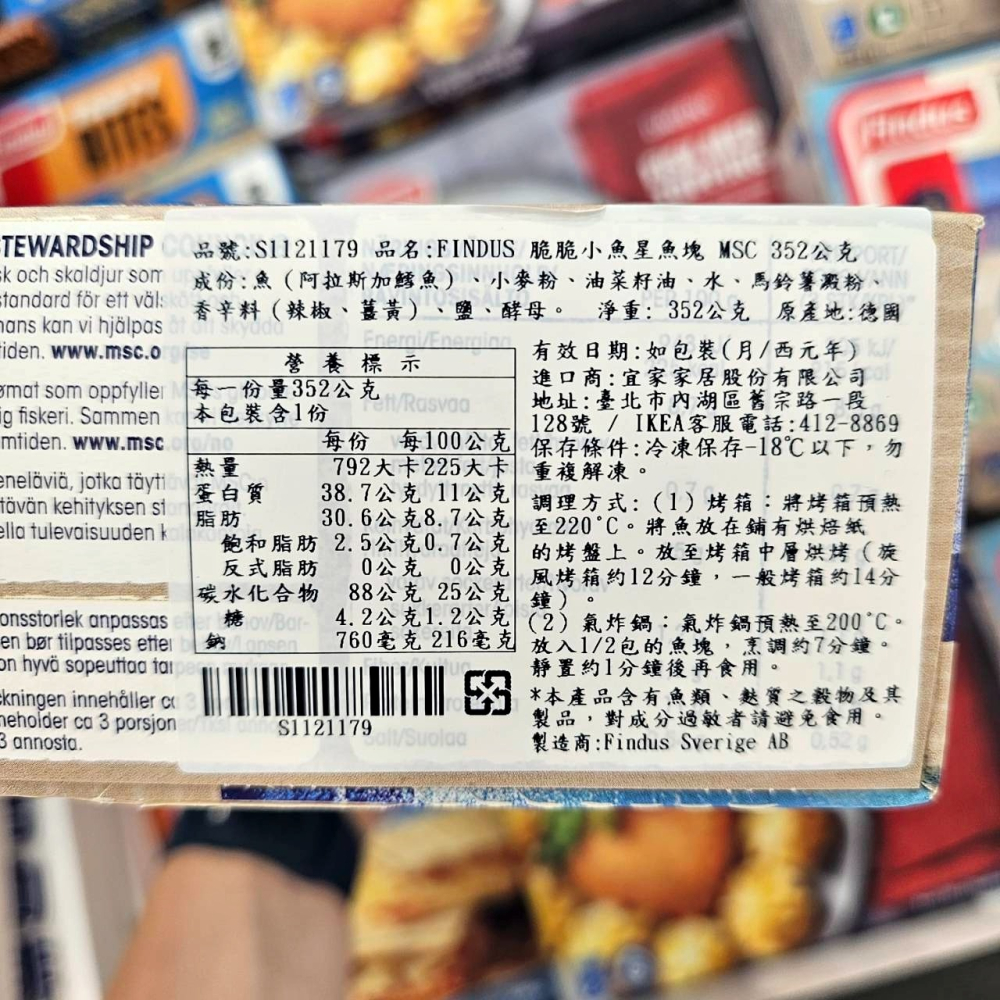 STEWARDSHIP
sk och skaldjur som
standard för ett väls
hans kan vi hjälpas
tiden. www.msc.o
ømat som oppfyller
ig fiskeri. Sammen
mtiden. www.msc
eneläviä, jotka täytt
tävän kehityksen st
ella tulevaisuuden k
onsstorlek anpassas
en bør tilpasses etter
on hyvä sopeuttaa tar
ckningen innehåller ca
neholder ca 3 porsjon
3 annosta.
品號:S1121179 品名:FINDUS 脆脆小魚星魚塊 MSC 352公克
成份:魚（阿拉斯加鱈魚）、小麥粉、油菜籽油、水、馬鈴薯澱粉、
香辛料（辣椒、薑黃）、鹽、酵母。 淨重: 352公克 原產地:德國
營養標示
每一份量352公克
本包裝含1份
每份 每100公克
熱量 792大卡 225大卡
蛋白質 38.7公克 11公克
脂肪 30.6公克 8.7公克
飽和脂肪 2.5公克 0.7公克
反式脂肪 0公克 0公克
碳水化合物 88公克 25公克
糖 4.2公克 1.2公克
鈉 760毫克 216毫克
S1121179
有效日期:如包裝(月/西元年)
進口商:宜家家居股份有限公司
地址:臺北市內湖區舊宗路一段
128號 / IKEA客服電話:412-8869
保存條件:冷凍保存-18℃以下，勿
重複解凍。
調理方式:(1) 烤箱：將烤箱預熱
至220°C。將魚放在鋪有烘焙紙
的烤盤上。放至烤箱中層烘烤（旋
風烤箱約12分鐘，一般烤箱約14分
鐘）。
(2) 氣炸鍋：氣炸鍋預熱至200°C。
放入1/2包的魚塊，烹調約7分鐘。
靜置約1分鐘後再食用。
*本產品含有魚類、麩質之穀物及其
製品，對成分過敏者請避免食用。
製造商:Findus Sverige AB
Findus
BITES